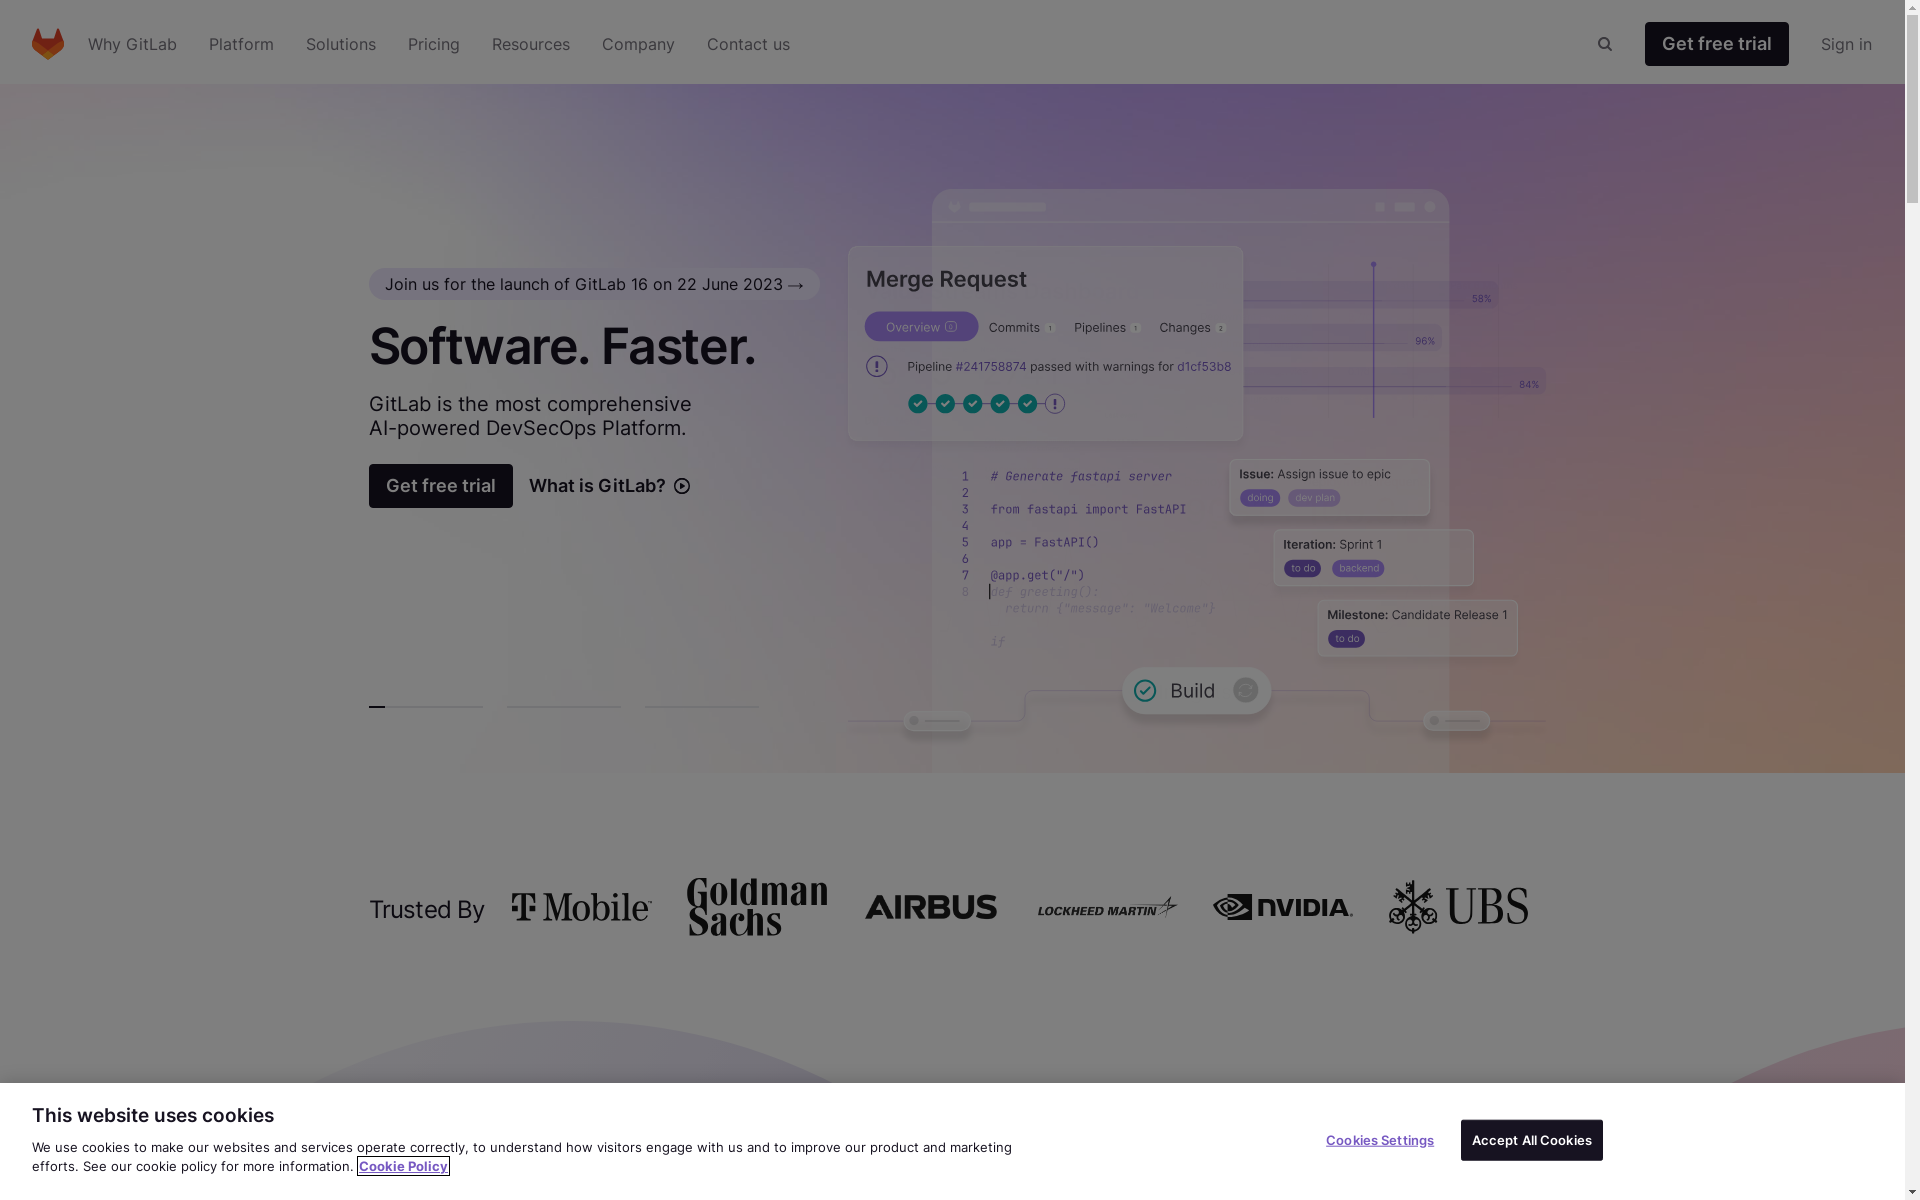 Why GitLab
Platform
Solutions
Pricing
Resources
Company
Contact us
Get free trial
Sign in
Join us for the launch of GitLab 16 on 22 June 2023 →
Software. Faster.
GitLab is the most comprehensive
AI-powered DevSecOps Platform.
Get free trial
What is GitLab?
Merge Request
Overview 0
Commits 1
Pipelines 1
Changes 2
Pipeline #241758874 passed with warnings for d1cf53b8
58%
96%
84%
1 # Generate fastapi server
2
3 from fastapi import FastAPI
4
5 app = FastAPI()
6
7 @app.get("/")
8 def greeting():
return {"message": "Welcome"}
if
Issue: Assign issue to epic
doing
dev plan
Iteration: Sprint 1
to do
backend
Milestone: Candidate Release 1
to do
Build
Trusted By
T Mobile
Goldman
Sachs
AIRBUS
LOCKHEED MARTIN
NVIDIA.
UBS
This website uses cookies
We use cookies to make our websites and services operate correctly, to understand how visitors engage with us and to improve our product and marketing
efforts. See our cookie policy for more information. Cookie Policy
Cookies Settings
Accept All Cookies